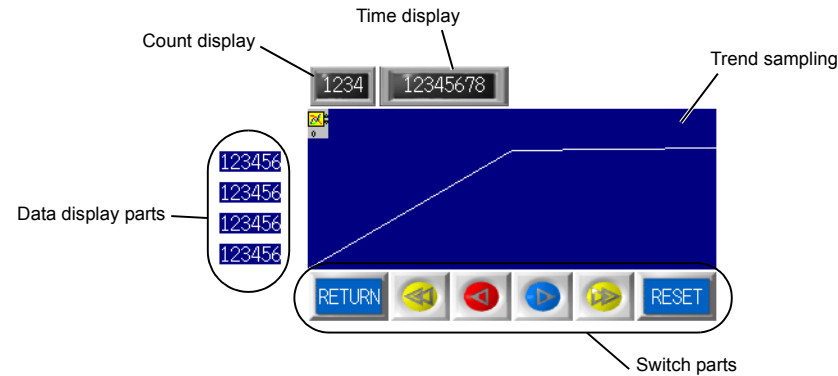 Time display
Count display
Trend sampling
1234 12345678
0
123456
123456
123456
123456
Data display parts
RETURN RESET
Switch parts